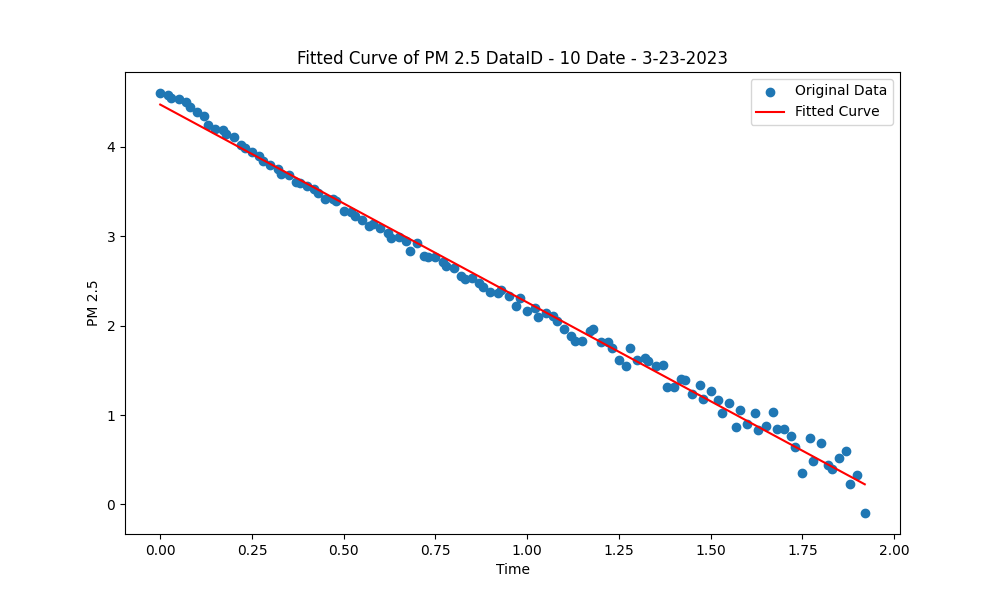 Fitted Curve of PM 2.5 DataID - 10 Date - 3-23-2023
Original Data
Fitted Curve
PM 2.5
4
3
2
1
0
0.00 0.25 0.50 0.75 1.00 1.25 1.50 1.75 2.00
Time